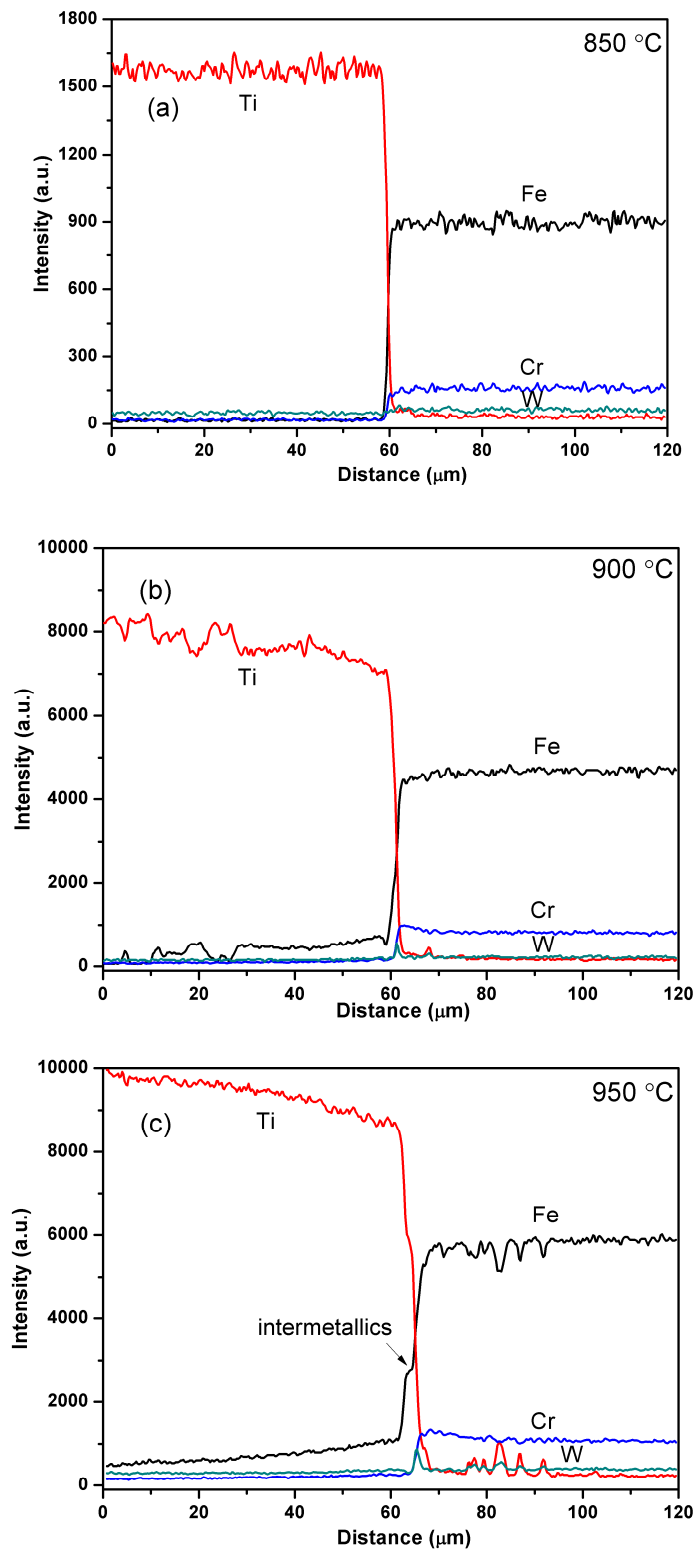 1800
850 °C
1500
(a)
Ti
1200
Fe
900
Intensity (a.u.)
600
300
Cr
W
0
0 20 40 60 80 100 120
Distance (μm)
10000
900 °C
(b)
8000
Ti
6000
Fe
Intensity (a.u.)
4000
2000
Cr
W
0
0 20 40 60 80 100 120
Distance (μm)
10000
950 °C
(c)
Ti
8000
Fe
6000
Intensity (a.u.)
4000
intermetallics
2000
Cr
W
0
0 20 40 60 80 100 120
Distance (μm)